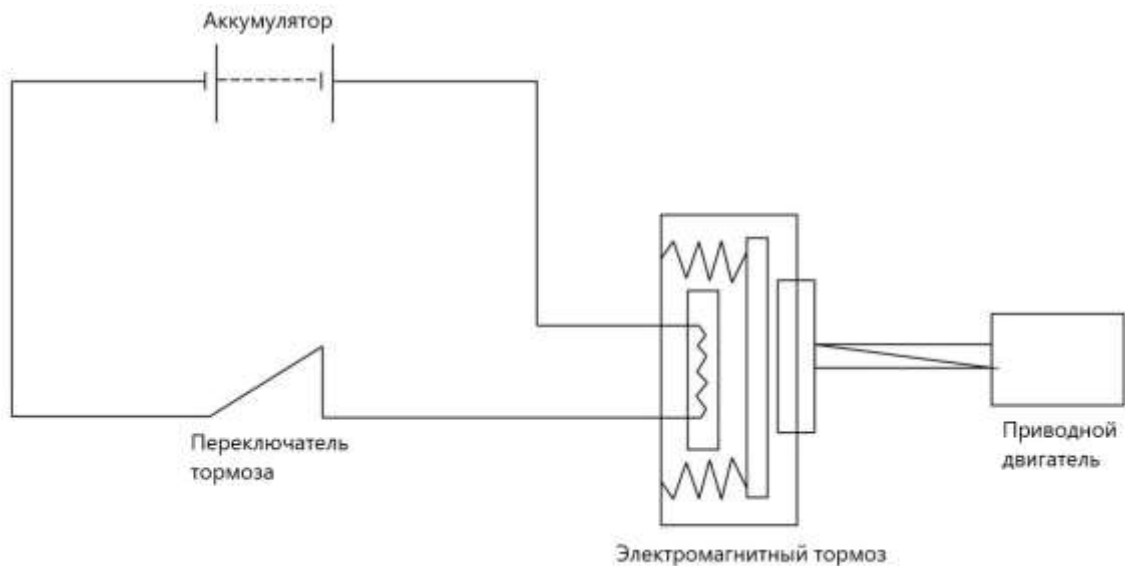 Аккумулятор
Переключатель
тормоза
Приводной
двигатель
Электромагнитный тормоз